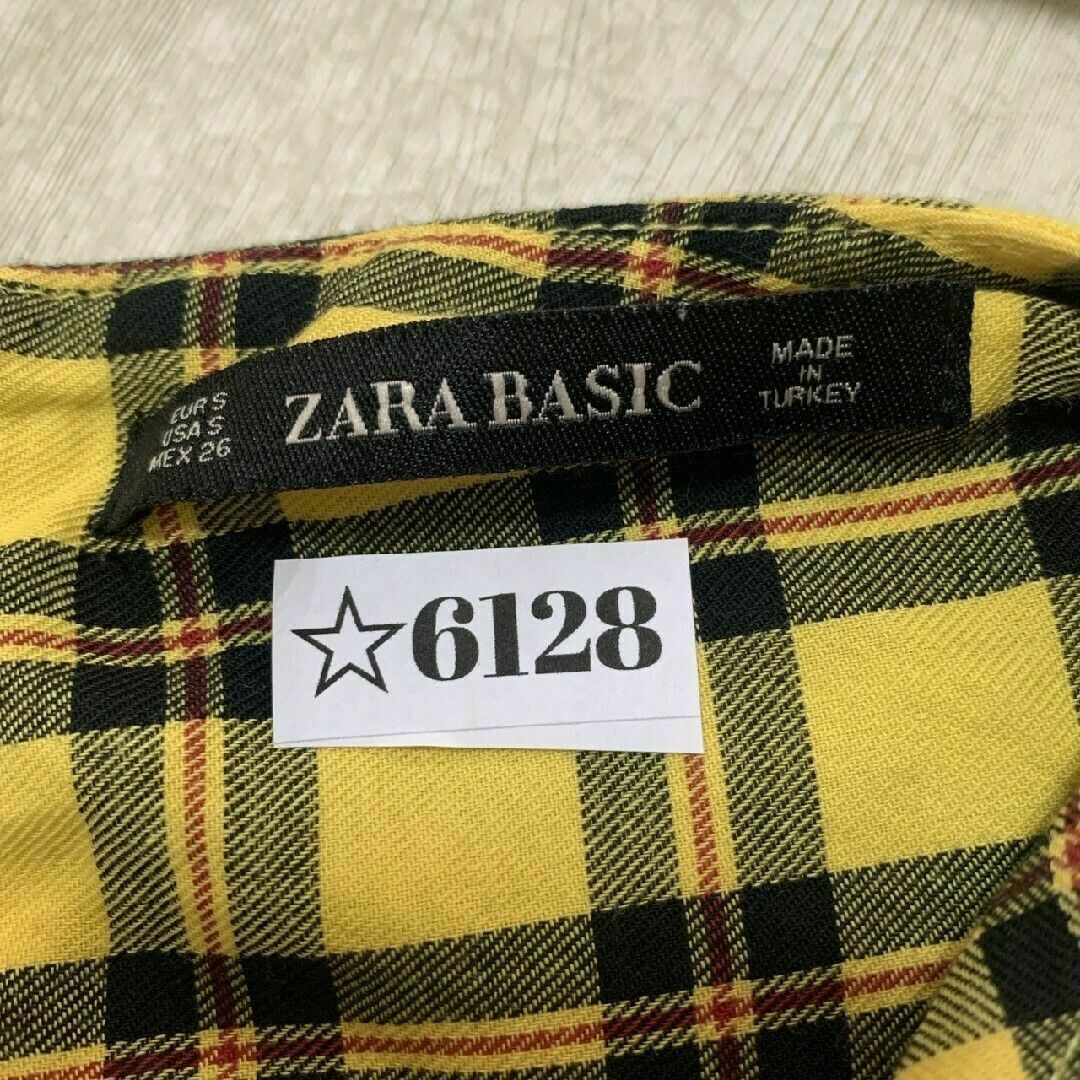 EUR S
USA S
MEX 26
ZARA BASIC
MADE
IN
TURKEY
☆6128